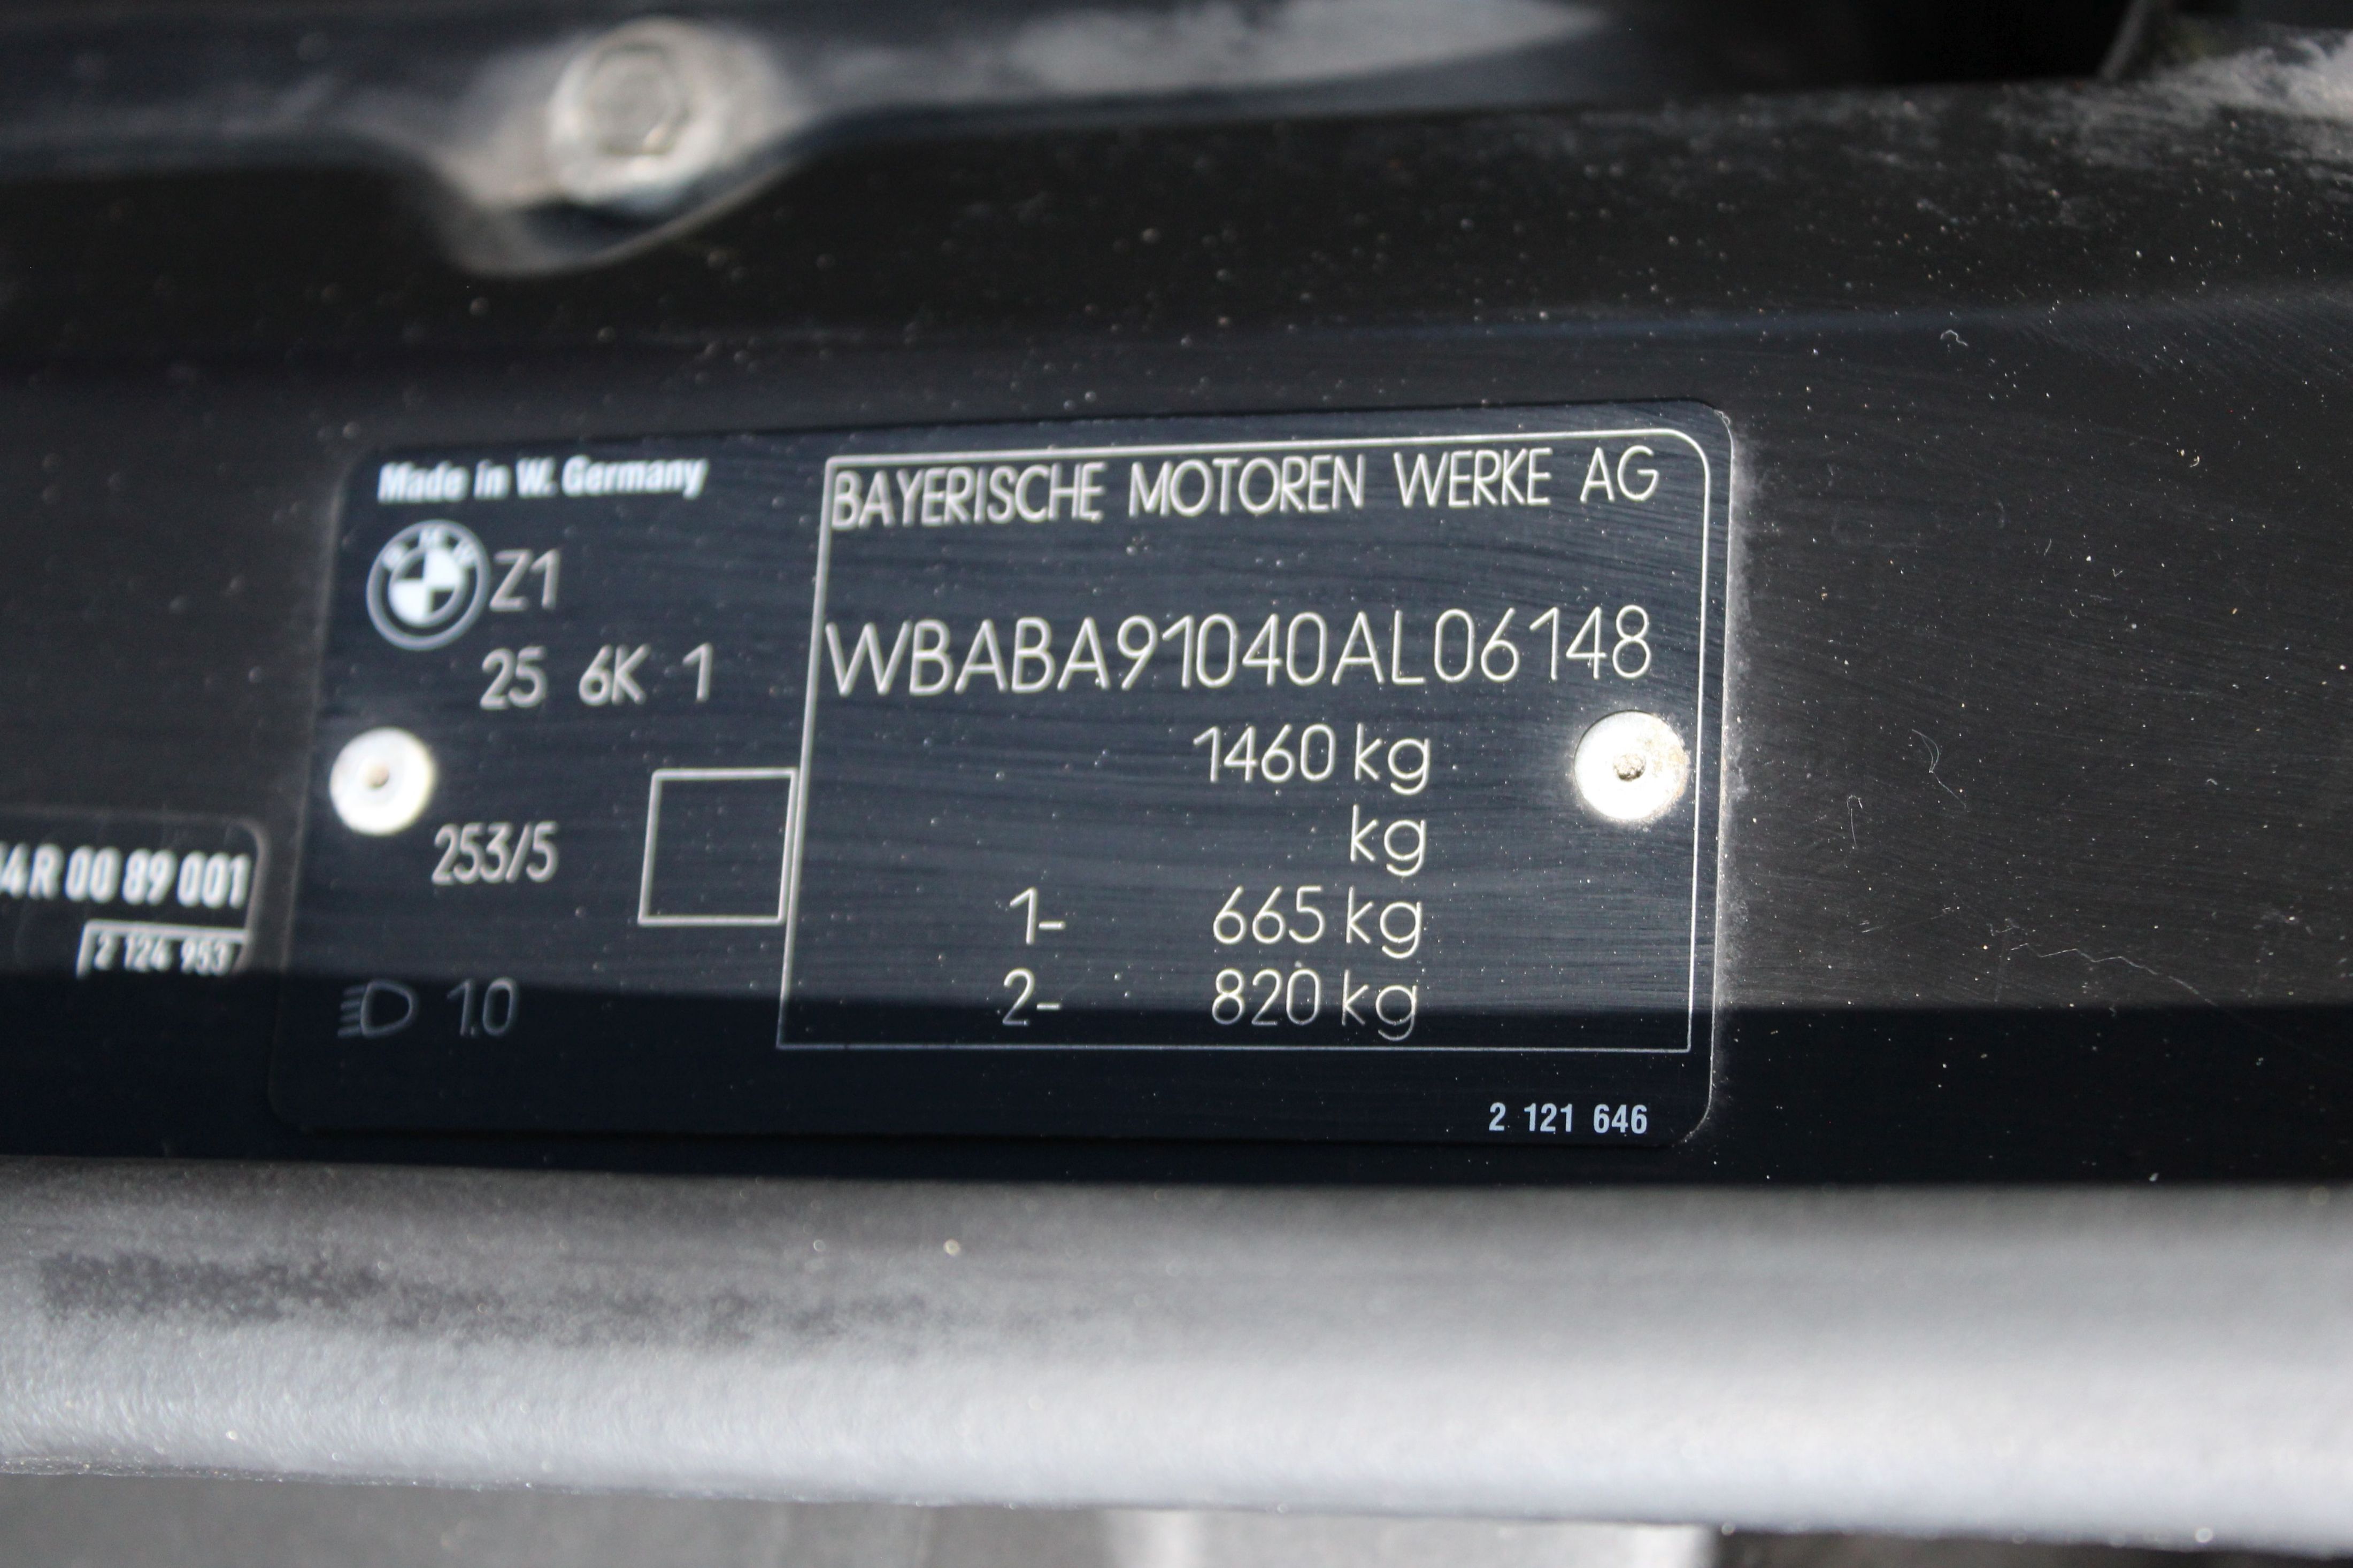 Made in W. Germany
BMW Z1
25 6K 1
253/5
1.0
BAYERISCHE MOTOREN WERKE AG
WBABA91040AL06148
1460 kg
kg
1- 665 kg
2- 820 kg
2 121 646
4R 00 89 001
2 124 953